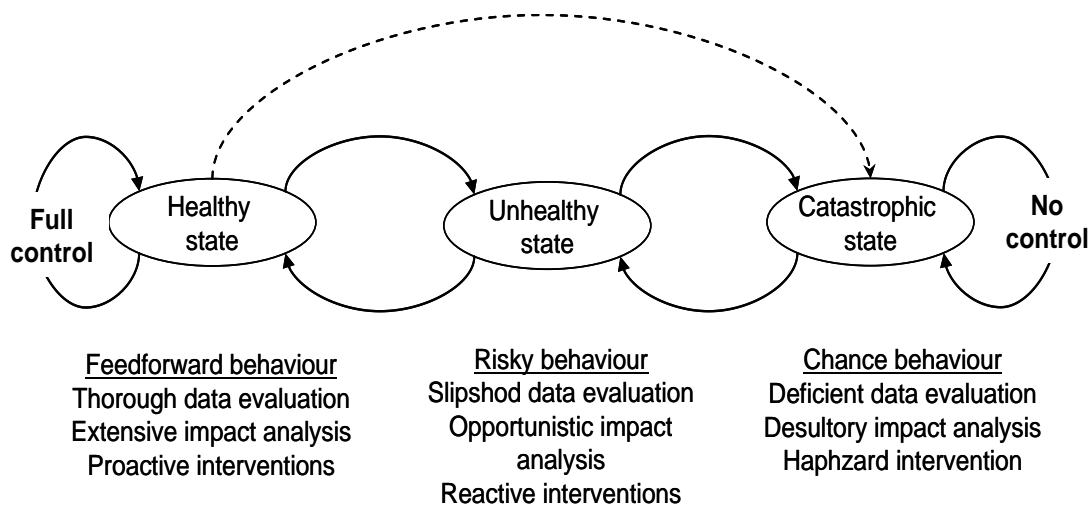 Full
control
Healthy
state
Unhealthy
state
Catastrophic
state
No
control
Feedforward behaviour
Thorough data evaluation
Extensive impact analysis
Proactive interventions
Risky behaviour
Slipshod data evaluation
Opportunistic impact
analysis
Reactive interventions
Chance behaviour
Deficient data evaluation
Desultory impact analysis
Haphzard intervention